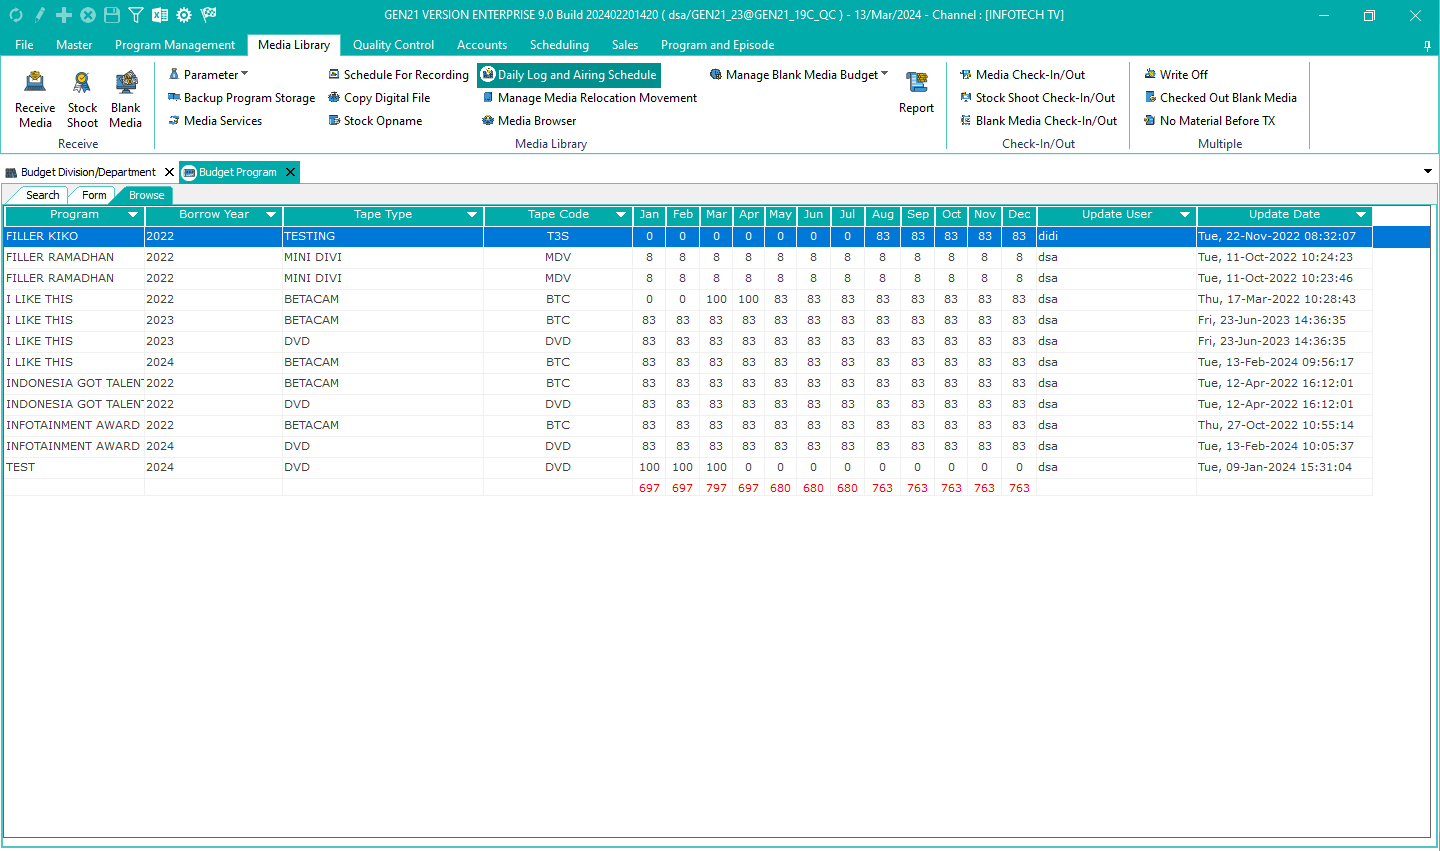 GEN21 VERSION ENTERPRISE 9.0 Build 202402201420 ( dsa/GEN21_23@GEN21_19C_QC ) - 13/Mar/2024 - Channel : [INFOTECH TV]
File Master Program Management Media Library Quality Control Accounts Scheduling Sales Program and Episode
Receive Media Stock Shoot Blank Media
Receive
Parameter Schedule For Recording Daily Log and Airing Schedule Manage Blank Media Budget
Backup Program Storage Copy Digital File Manage Media Relocation Movement
Media Services Stock Opname Media Browser
Report
Media Library
Media Check-In/Out
Stock Shoot Check-In/Out
Blank Media Check-In/Out
Check-In/Out
Write Off
Checked Out Blank Media
No Material Before TX
Multiple
Budget Division/Department Budget Program
Search Form Browse
Program Borrow Year Tape Type Tape Code Jan Feb Mar Apr May Jun Jul Aug Sep Oct Nov Dec Update User Update Date
FILLER KIKO 2022 TESTING T3S 0 0 0 0 0 0 0 83 83 83 83 83 didi Tue, 22-Nov-2022 08:32:07
FILLER RAMADHAN 2022 MINI DIVI MDV 8 8 8 8 8 8 8 8 8 8 8 8 dsa Tue, 11-Oct-2022 10:24:23
FILLER RAMADHAN 2022 MINI DIVI MDV 8 8 8 8 8 8 8 8 8 8 8 8 dsa Tue, 11-Oct-2022 10:23:46
I LIKE THIS 2022 BETACAM BTC 0 0 100 100 83 83 83 83 83 83 83 83 dsa Thu, 17-Mar-2022 10:28:43
I LIKE THIS 2023 BETACAM BTC 83 83 83 83 83 83 83 83 83 83 83 83 dsa Fri, 23-Jun-2023 14:36:35
I LIKE THIS 2023 DVD DVD 83 83 83 83 83 83 83 83 83 83 83 83 dsa Fri, 23-Jun-2023 14:36:35
I LIKE THIS 2024 BETACAM BTC 83 83 83 83 83 83 83 83 83 83 83 83 dsa Tue, 13-Feb-2024 09:56:17
INDONESIA GOT TALEN 2022 BETACAM BTC 83 83 83 83 83 83 83 83 83 83 83 83 dsa Tue, 12-Apr-2022 16:12:01
INDONESIA GOT TALEN 2022 DVD DVD 83 83 83 83 83 83 83 83 83 83 83 83 dsa Tue, 12-Apr-2022 16:12:01
INFOTAINMENT AWARD 2022 BETACAM BTC 83 83 83 83 83 83 83 83 83 83 83 83 dsa Thu, 27-Oct-2022 10:55:14
INFOTAINMENT AWARD 2024 DVD DVD 83 83 83 83 83 83 83 83 83 83 83 83 dsa Tue, 13-Feb-2024 10:05:37
TEST 2024 DVD DVD 100 100 100 0 0 0 0 0 0 0 0 0 dsa Tue, 09-Jan-2024 15:31:04
697 697 797 697 680 680 680 763 763 763 763 763